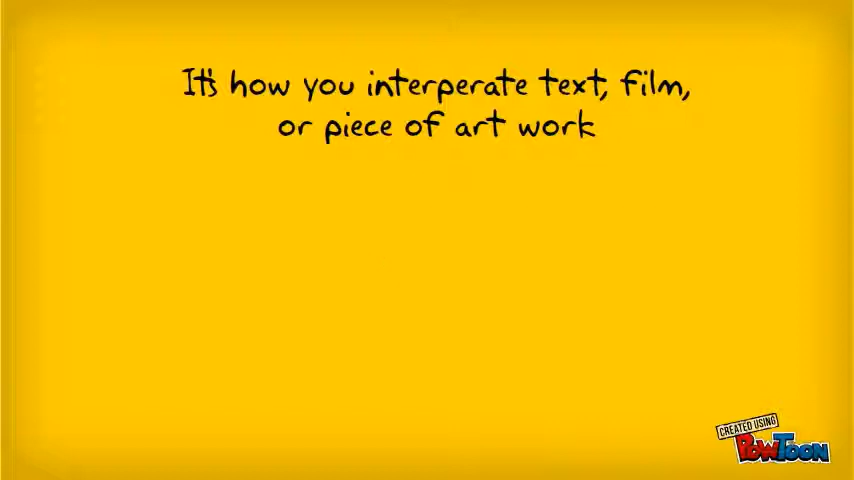 It's how you interperate text, film,
or piece of art work
CREATED USING
POWTOON